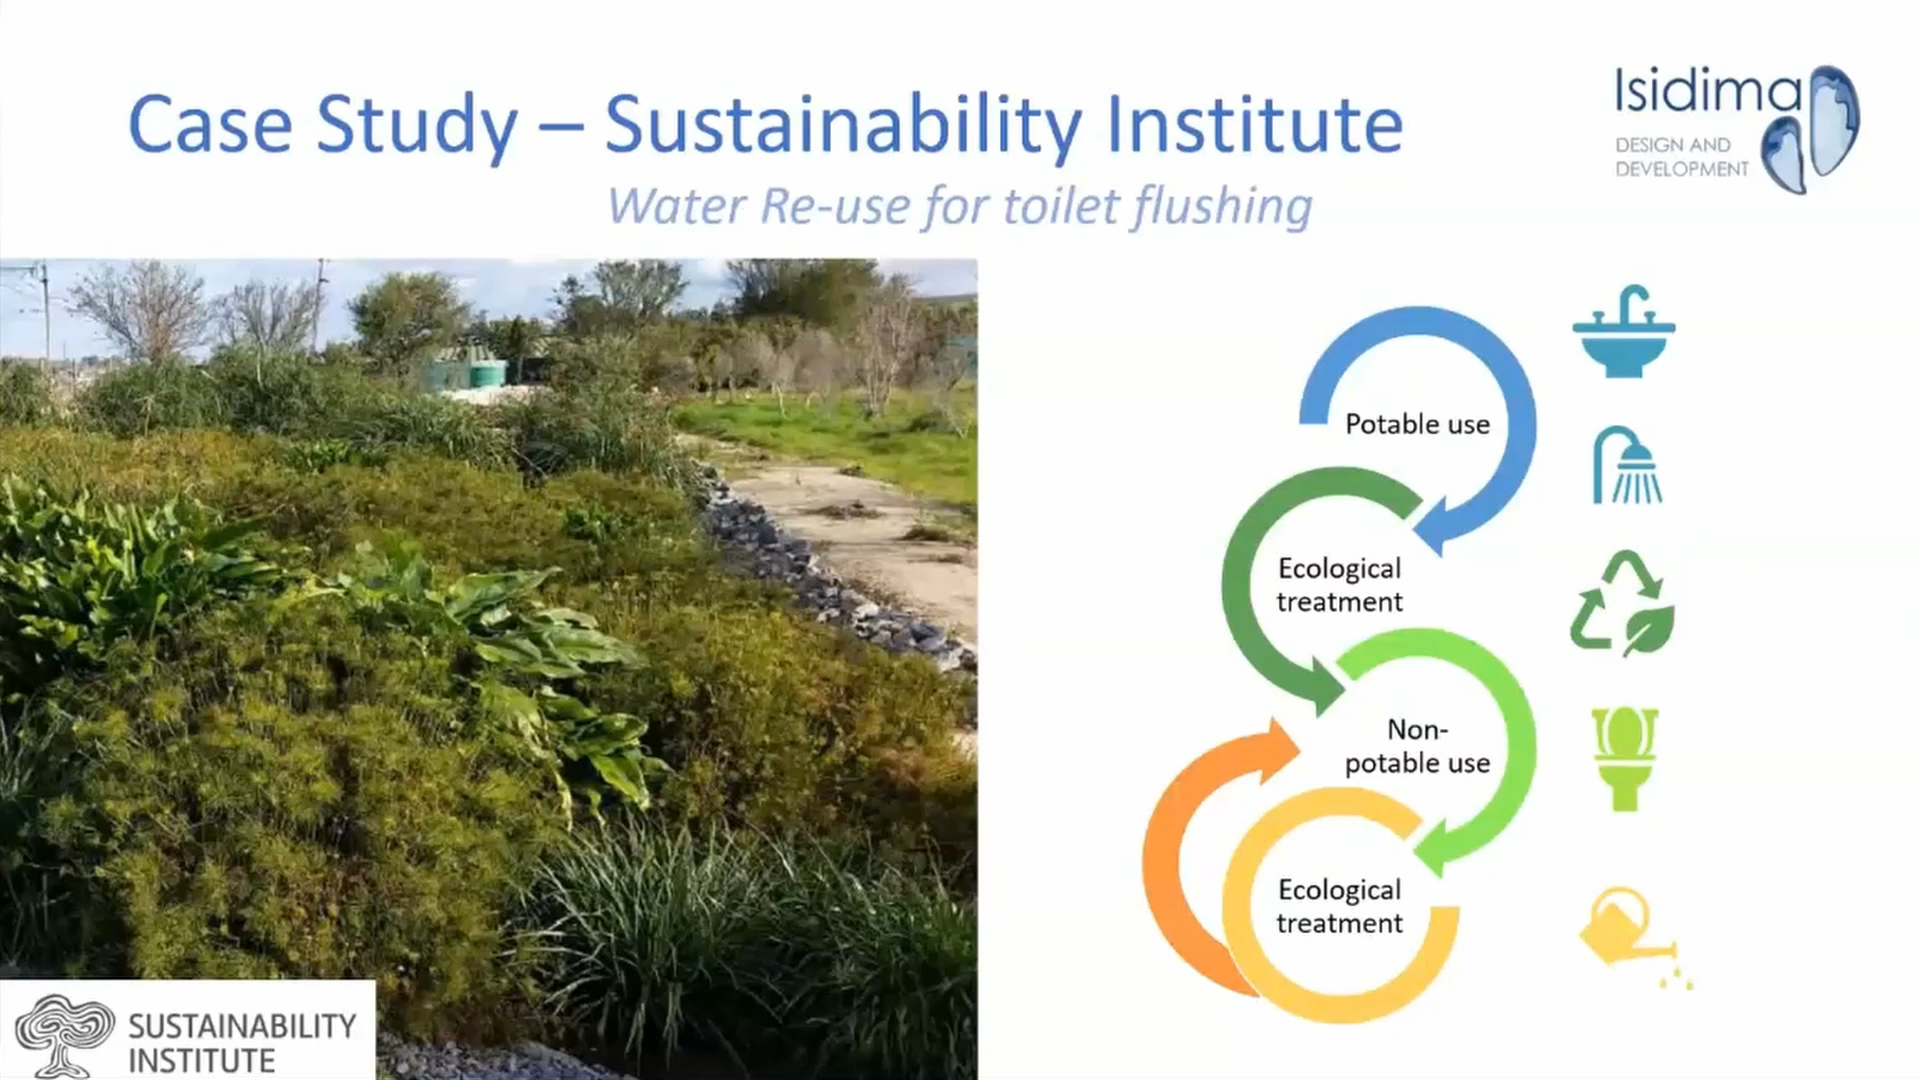 Case Study – Sustainability Institute
Water Re-use for toilet flushing
Isidima
DESIGN AND
DEVELOPMENT
Potable use
Ecological
treatment
Non-
potable use
Ecological
treatment
SUSTAINABILITY
INSTITUTE